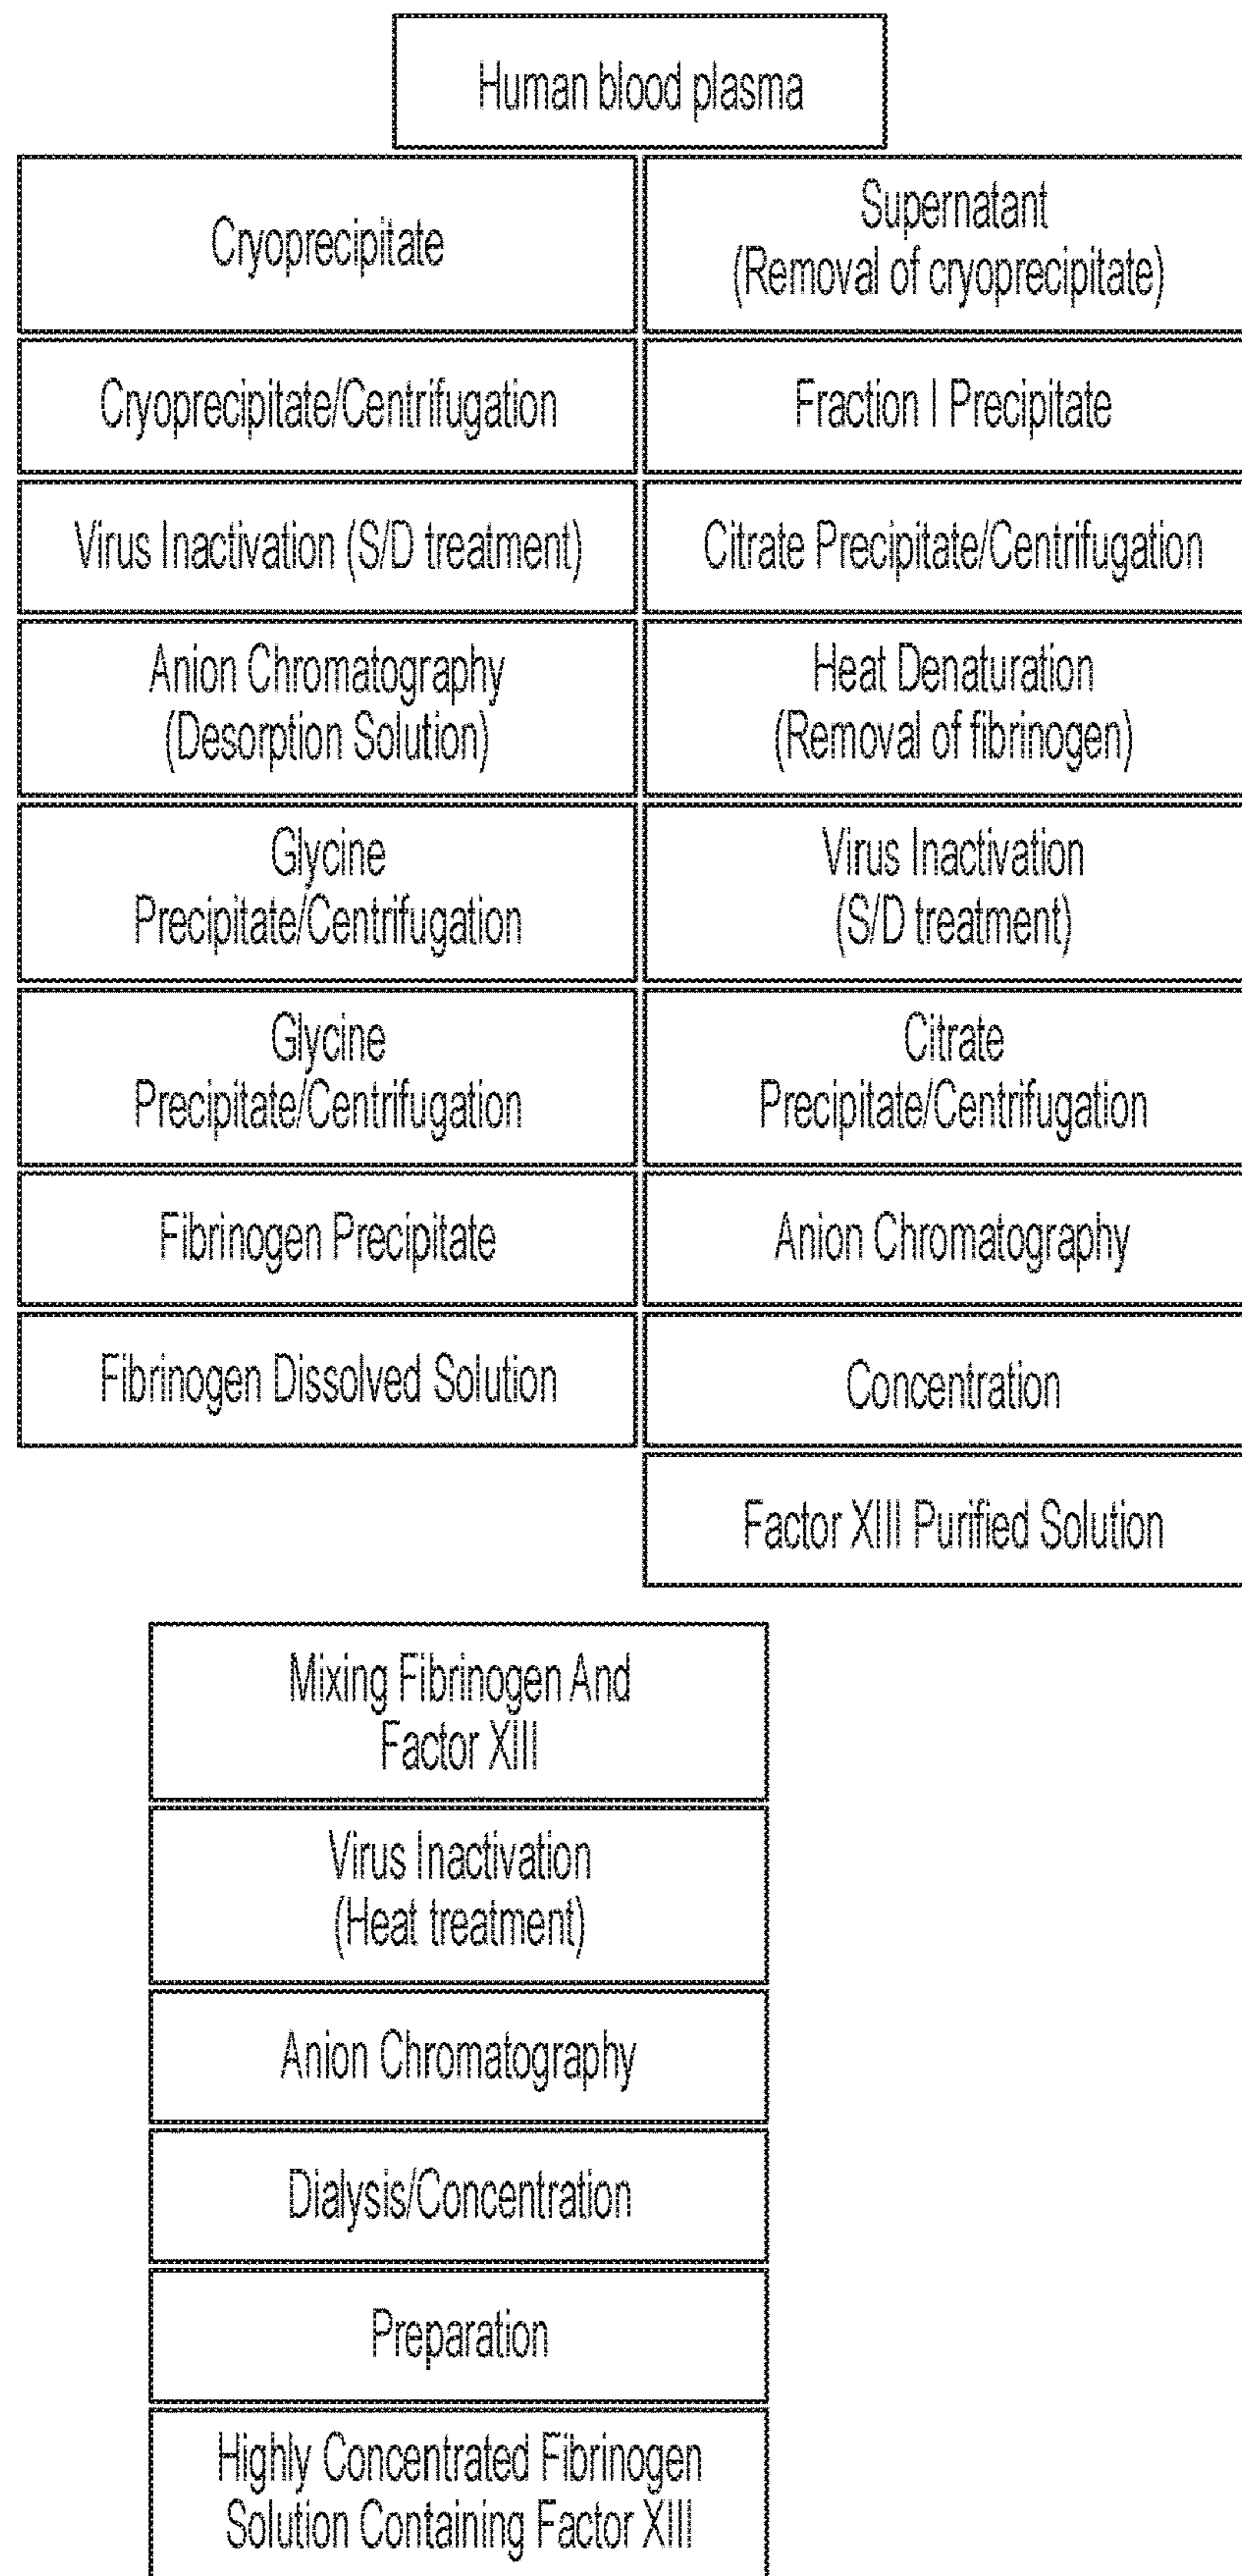 Human blood plasma
Cryoprecipitate
Supernatant
(Removal of cryoprecipitate)
Cryoprecipitate/Centrifugation
Fraction I Precipitate
Virus Inactivation (S/D treatment)
Citrate Precipitate/Centrifugation
Anion Chromatography
(Desorption Solution)
Heat Denaturation
(Removal of fibrinogen)
Glycine
Precipitate/Centrifugation
Virus Inactivation
(S/D treatment)
Glycine
Precipitate/Centrifugation
Citrate
Precipitate/Centrifugation
Fibrinogen Precipitate
Anion Chromatography
Fibrinogen Dissolved Solution
Concentration
Factor XIII Purified Solution
Mixing Fibrinogen And
Factor XIII
Virus Inactivation
(Heat treatment)
Anion Chromatography
Dialysis/Concentration
Preparation
Highly Concentrated Fibrinogen
Solution Containing Factor XIII